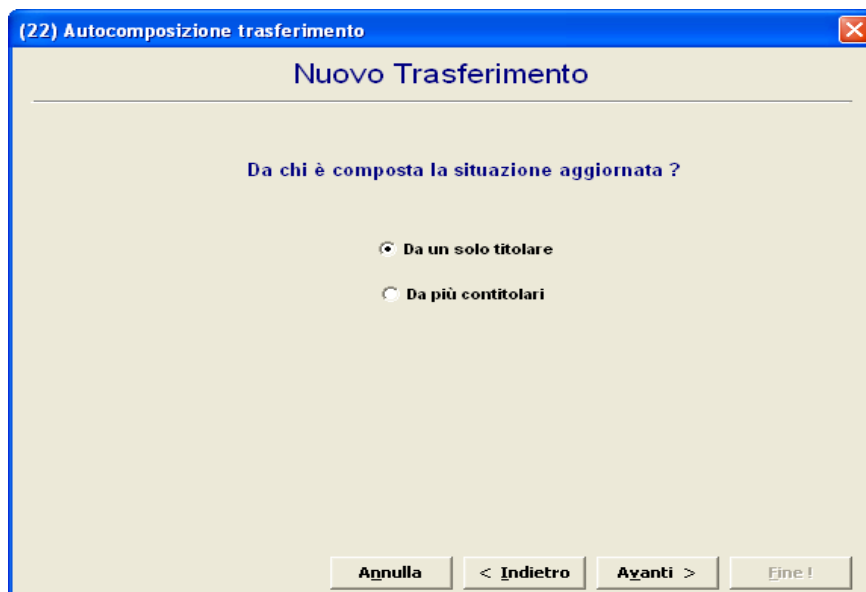 (22) Autocomposizione trasferimento
Nuovo Trasferimento
Da chi è composta la situazione aggiornata ?
Da un solo titolare
Da più contitolari
Annulla < Indietro Avanti > Fine !